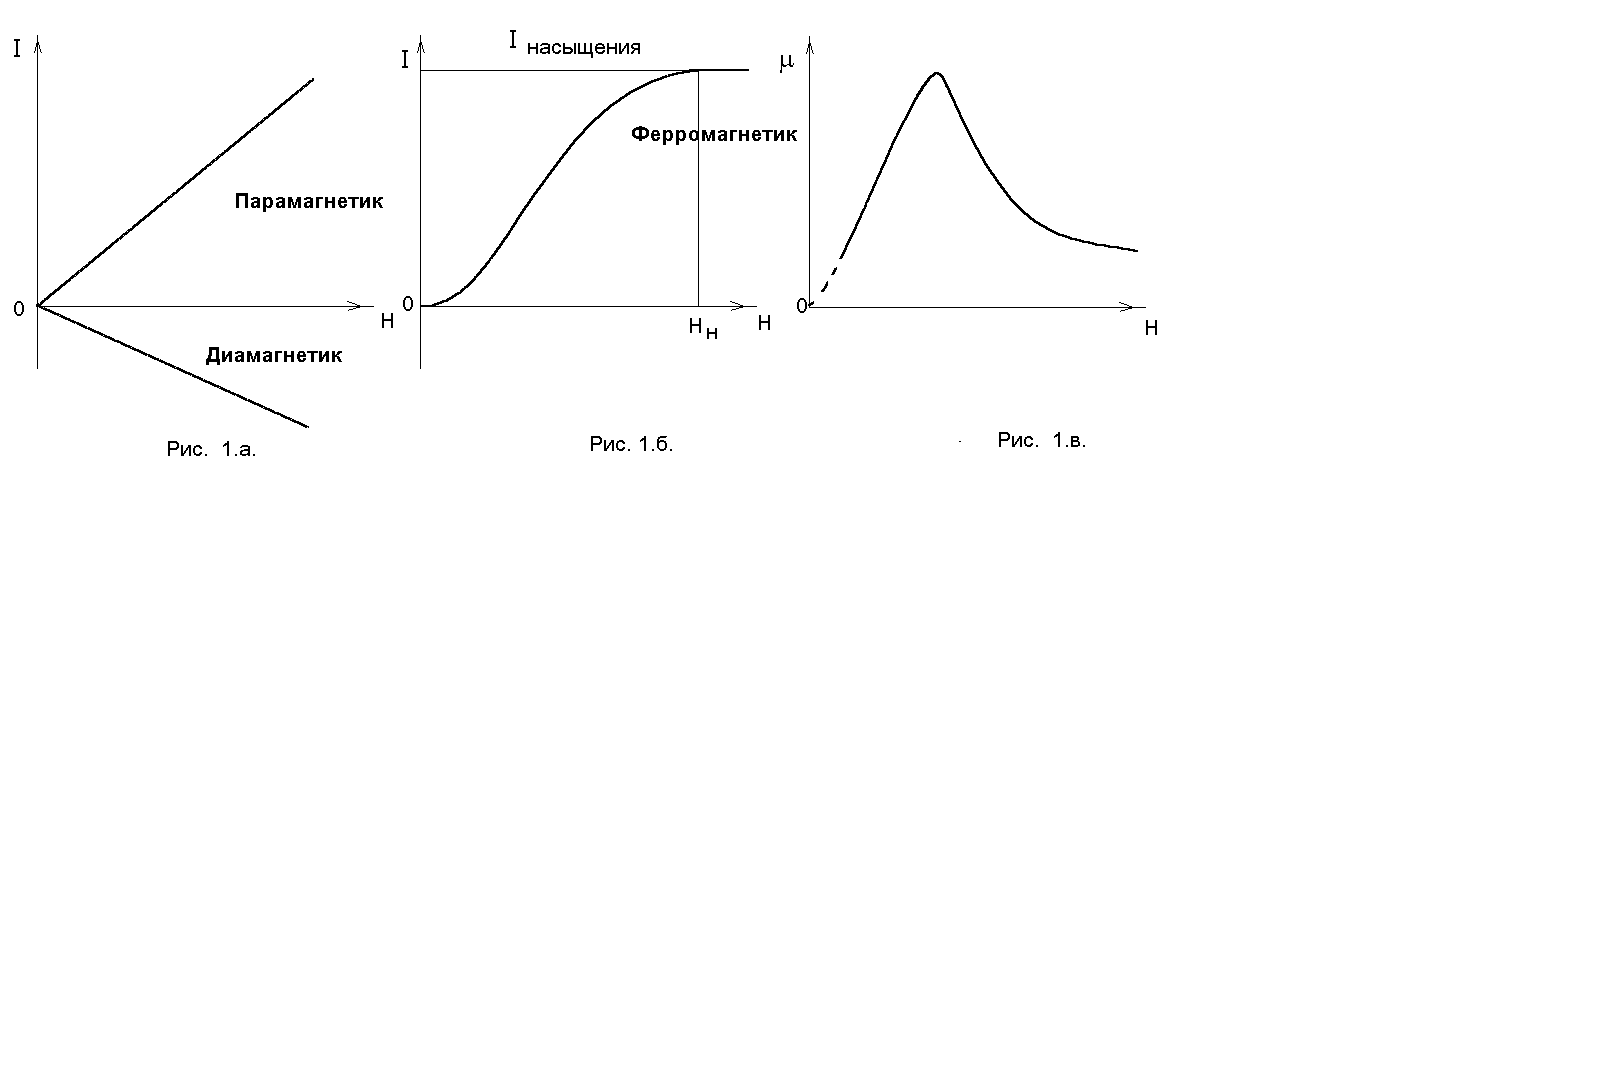 I
Парамагнетик
0
H
Диамагнетик
Рис. 1.а.
I насыщения
I
Ферромагнетик
0
H н
H
Рис. 1.б.
μ
0
H
Рис. 1.в.